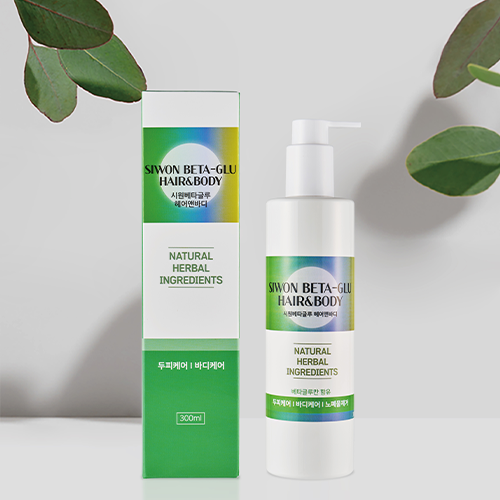 SIWON BETA-GLU
HAIR&BODY
시원베타글루
헤어앤바디
NATURAL
HERBAL
INGREDIENTS
두피케어 I 바디케어
300ml
SIWON BETA-GLU
HAIR&BODY
시원베타글루 헤어앤바디
NATURAL
HERBAL
INGREDIENTS
베타글루칸 함유
두피케어 I 바디케어 I 노폐물제거